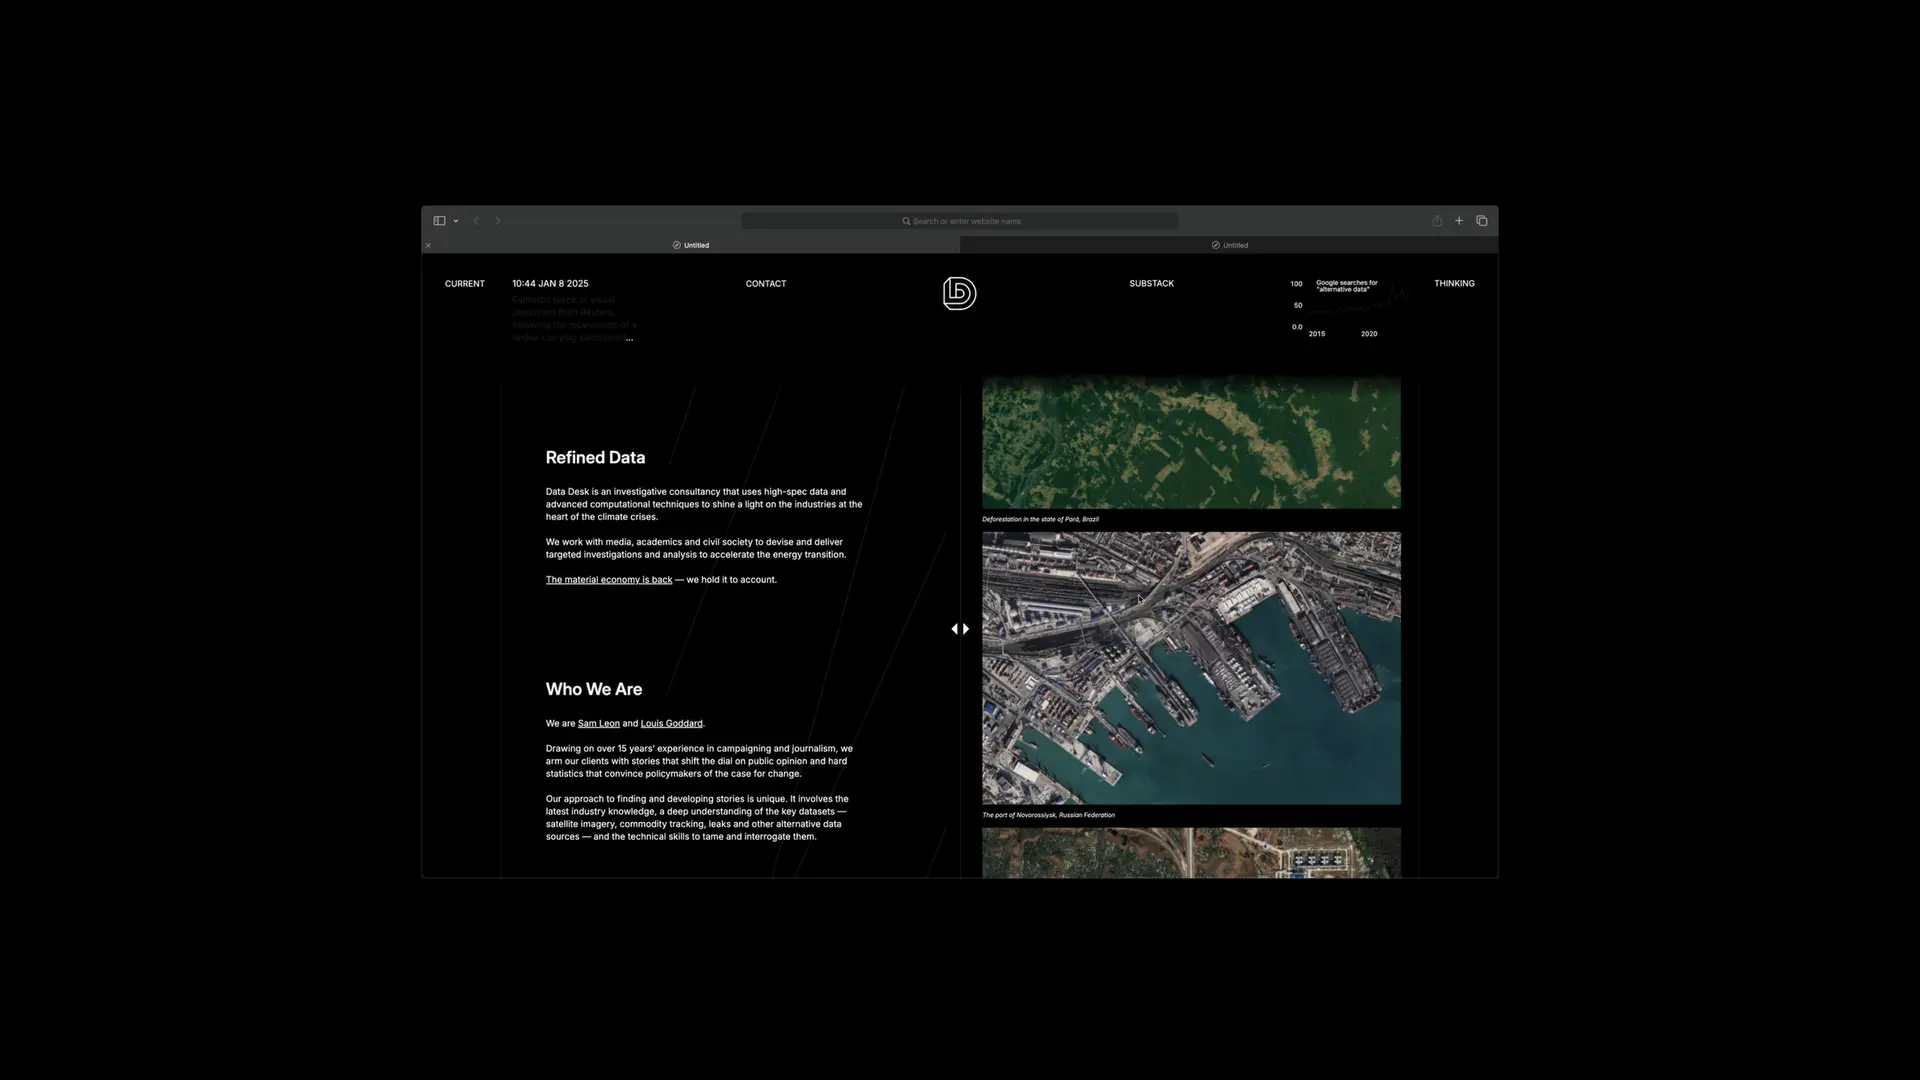 Search or enter website name
Untitled
Untitled
CURRENT
10:44 JAN 8 2025
Fantastic piece of visual
journalism from Reuters,
following the movements of a
tanker carrying sanctioned...
CONTACT
SUBSTACK
100
50
0.0
Google searches for
"alternative data"
2015
2020
THINKING
Refined Data
Data Desk is an investigative consultancy that uses high-spec data and
advanced computational techniques to shine a light on the industries at the
heart of the climate crises.
We work with media, academics and civil society to devise and deliver
targeted investigations and analysis to accelerate the energy transition.
The material economy is back — we hold it to account.
Who We Are
We are Sam Leon and Louis Goddard.
Drawing on over 15 years' experience in campaigning and journalism, we
arm our clients with stories that shift the dial on public opinion and hard
statistics that convince policymakers of the case for change.
Our approach to finding and developing stories is unique. It involves the
latest industry knowledge, a deep understanding of the key datasets —
satellite imagery, commodity tracking, leaks and other alternative data
sources — and the technical skills to tame and interrogate them.
Deforestation in the state of Pará, Brazil
The port of Novorossiysk, Russian Federation